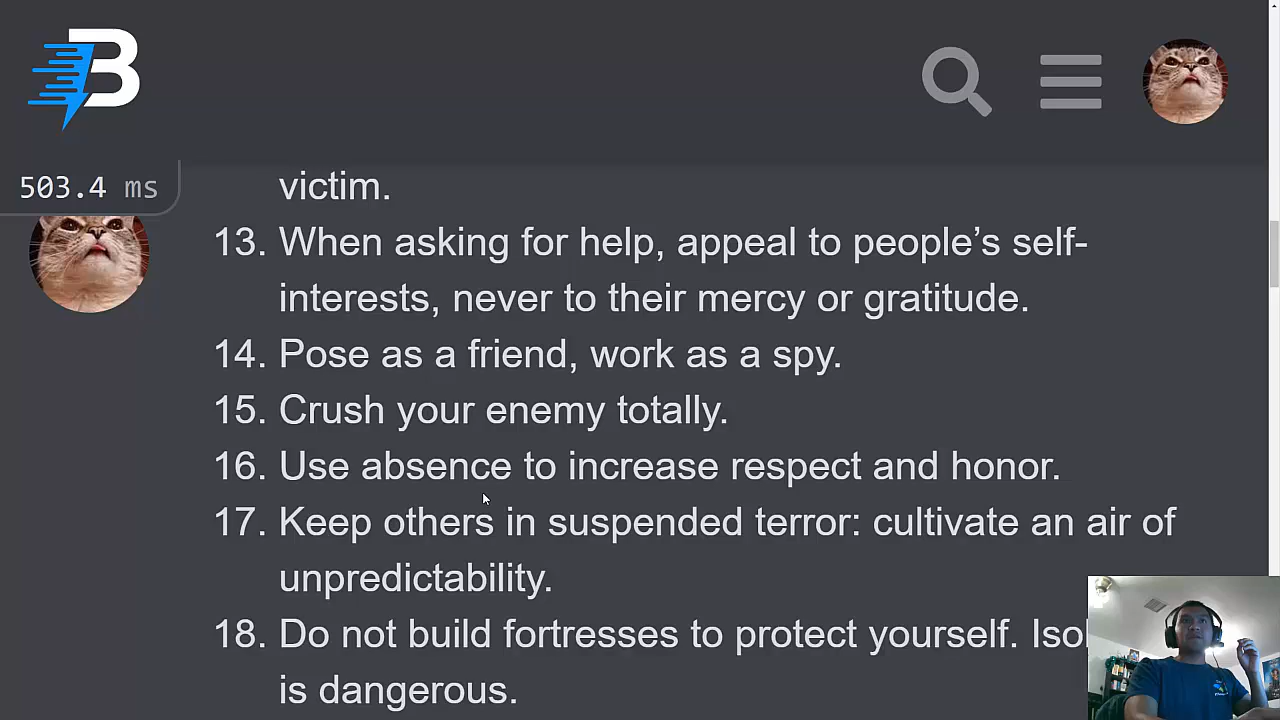 B
503.4 ms
victim.
13. When asking for help, appeal to people’s self-
interests, never to their mercy or gratitude.
14. Pose as a friend, work as a spy.
15. Crush your enemy totally.
16. Use absence to increase respect and honor.
17. Keep others in suspended terror: cultivate an air of
unpredictability.
18. Do not build fortresses to protect yourself.
is dangerous.